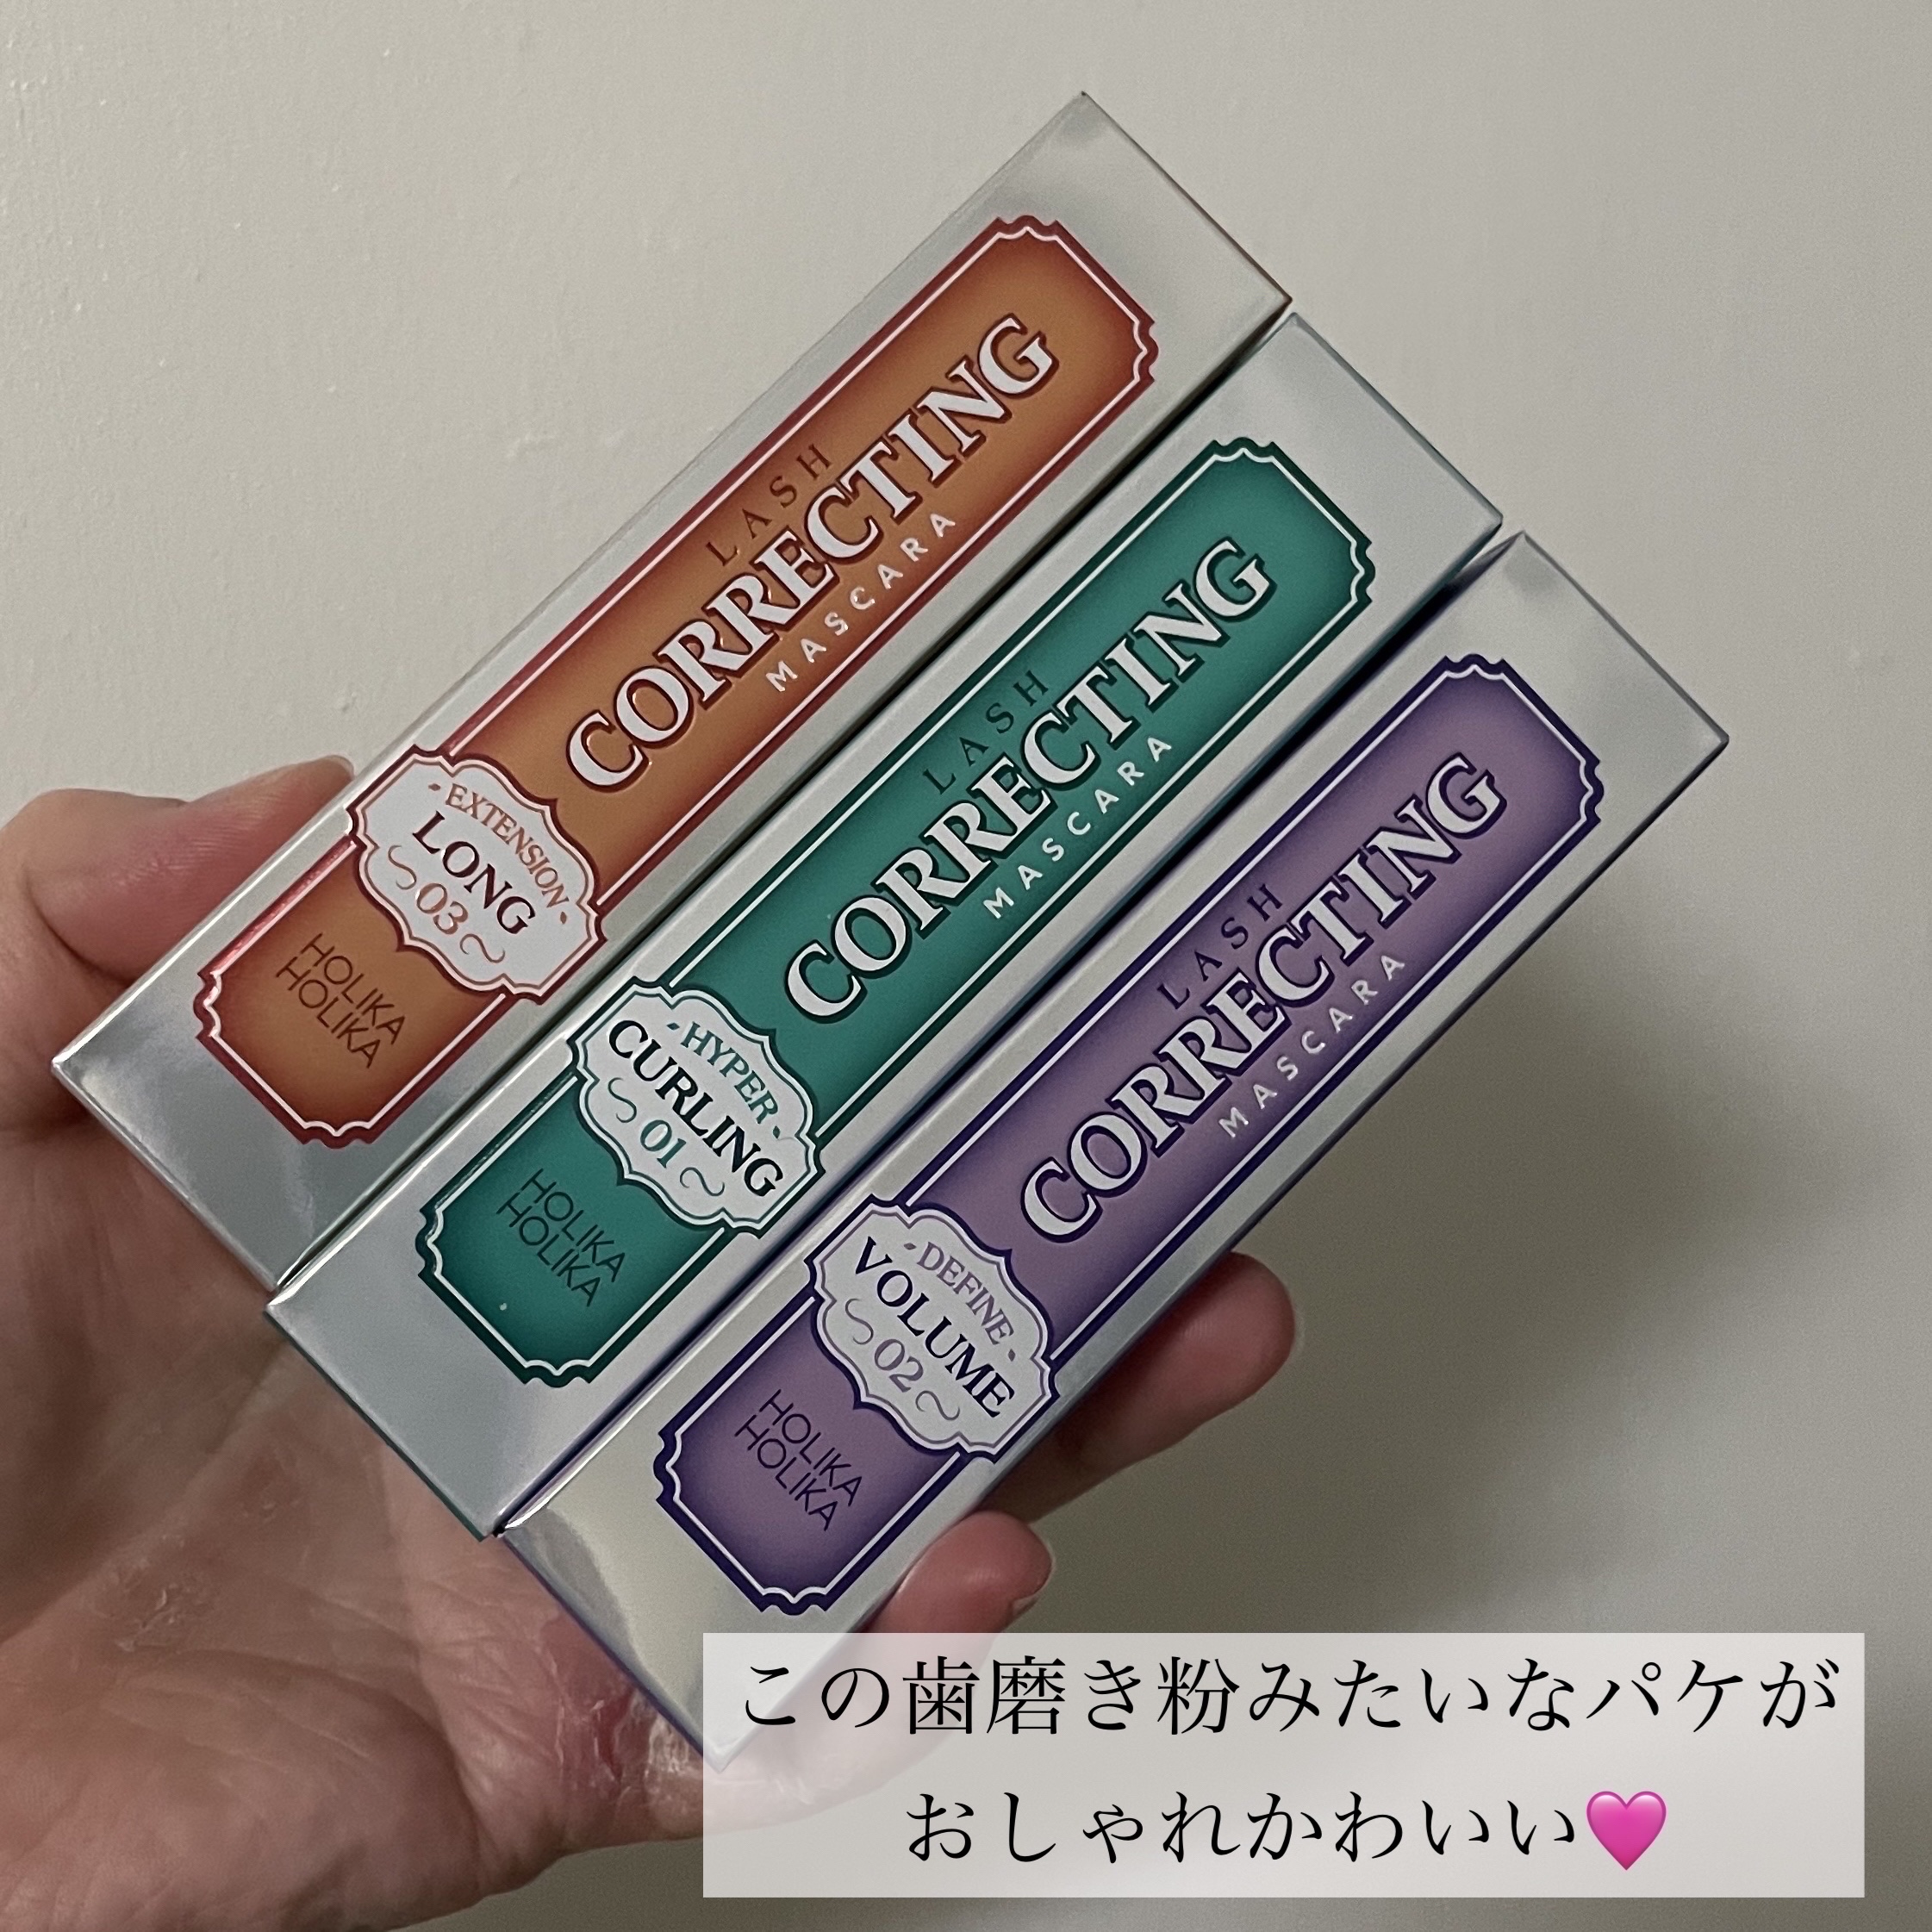 LASH
CORRECTING
MASCARA
- EXTENSION -
LONG
03
HOLIKA
HOLIKA
LASH
CORRECTING
MASCARA
- HYPER -
CURLING
01
HOLIKA
HOLIKA
LASH
CORRECTING
MASCARA
- DEFINE -
VOLUME
02
HOLIKA
HOLIKA
この歯磨き粉みたいなパケが
おしゃれかわいい🩷